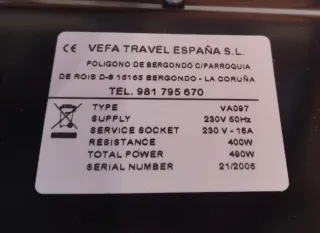 CE VEFA TRAVEL ESPAÑA S.L.
POLIGONO DE BERGONDO C/PARROQUIA
DE ROIS D-6 15165 BERGONDO - LA CORUÑA
TEL. 981 795 670
TYPE VA097
SUPPLY 230V 50HZ
SERVICE SOCKET 230 V - 16A
RESISTANCE 400W
TOTAL POWER 490W
SERIAL NUMBER 21/2006